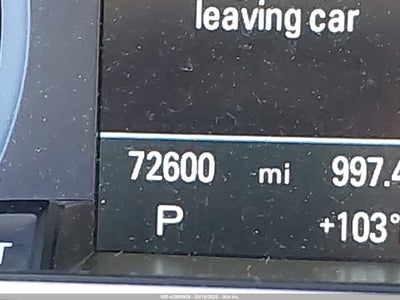 leaving car
72600 mi 997.4
P +103°
T